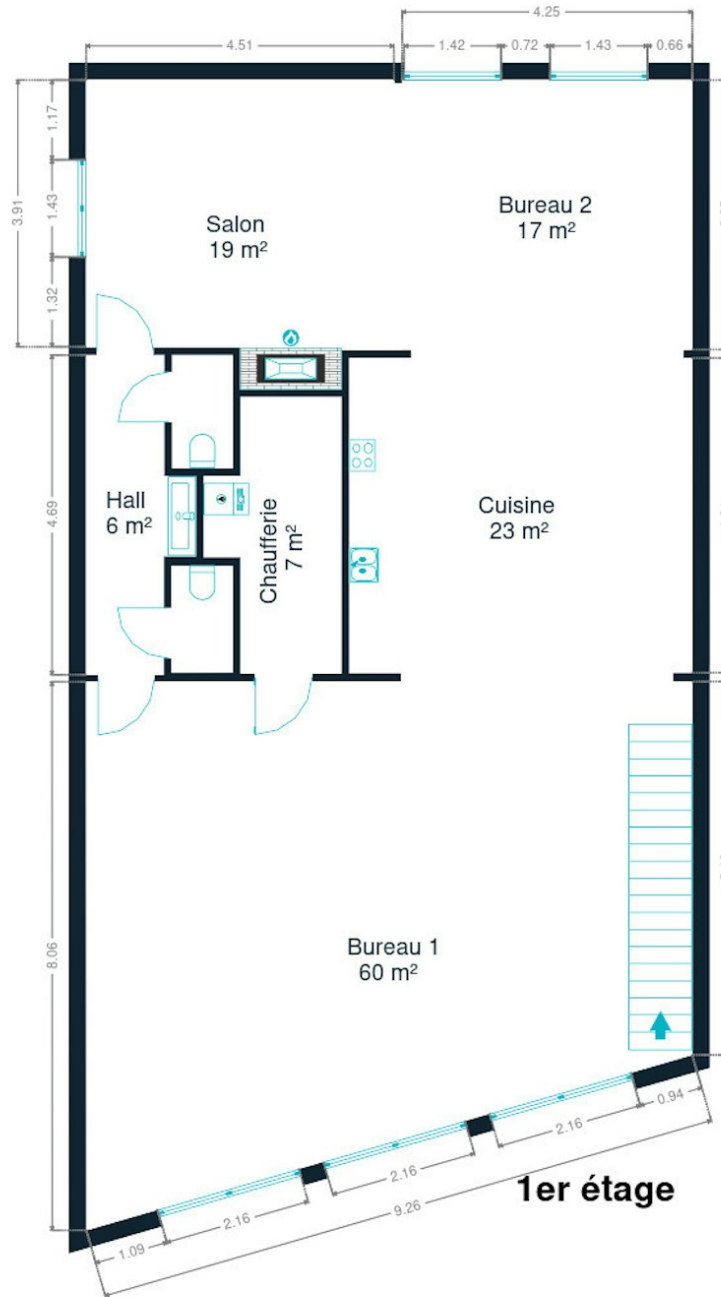 4.25
4.51
1.42
0.72
1.43
0.66
1.17
3.91
1.43
1.32
Salon
19 m²
Bureau 2
17 m²
4.69
Hall
6 m²
Chaufferie
7 m²
Cuisine
23 m²
8.06
Bureau 1
60 m²
0.94
2.16
2.16
2.16
1.09
9.26
1er étage